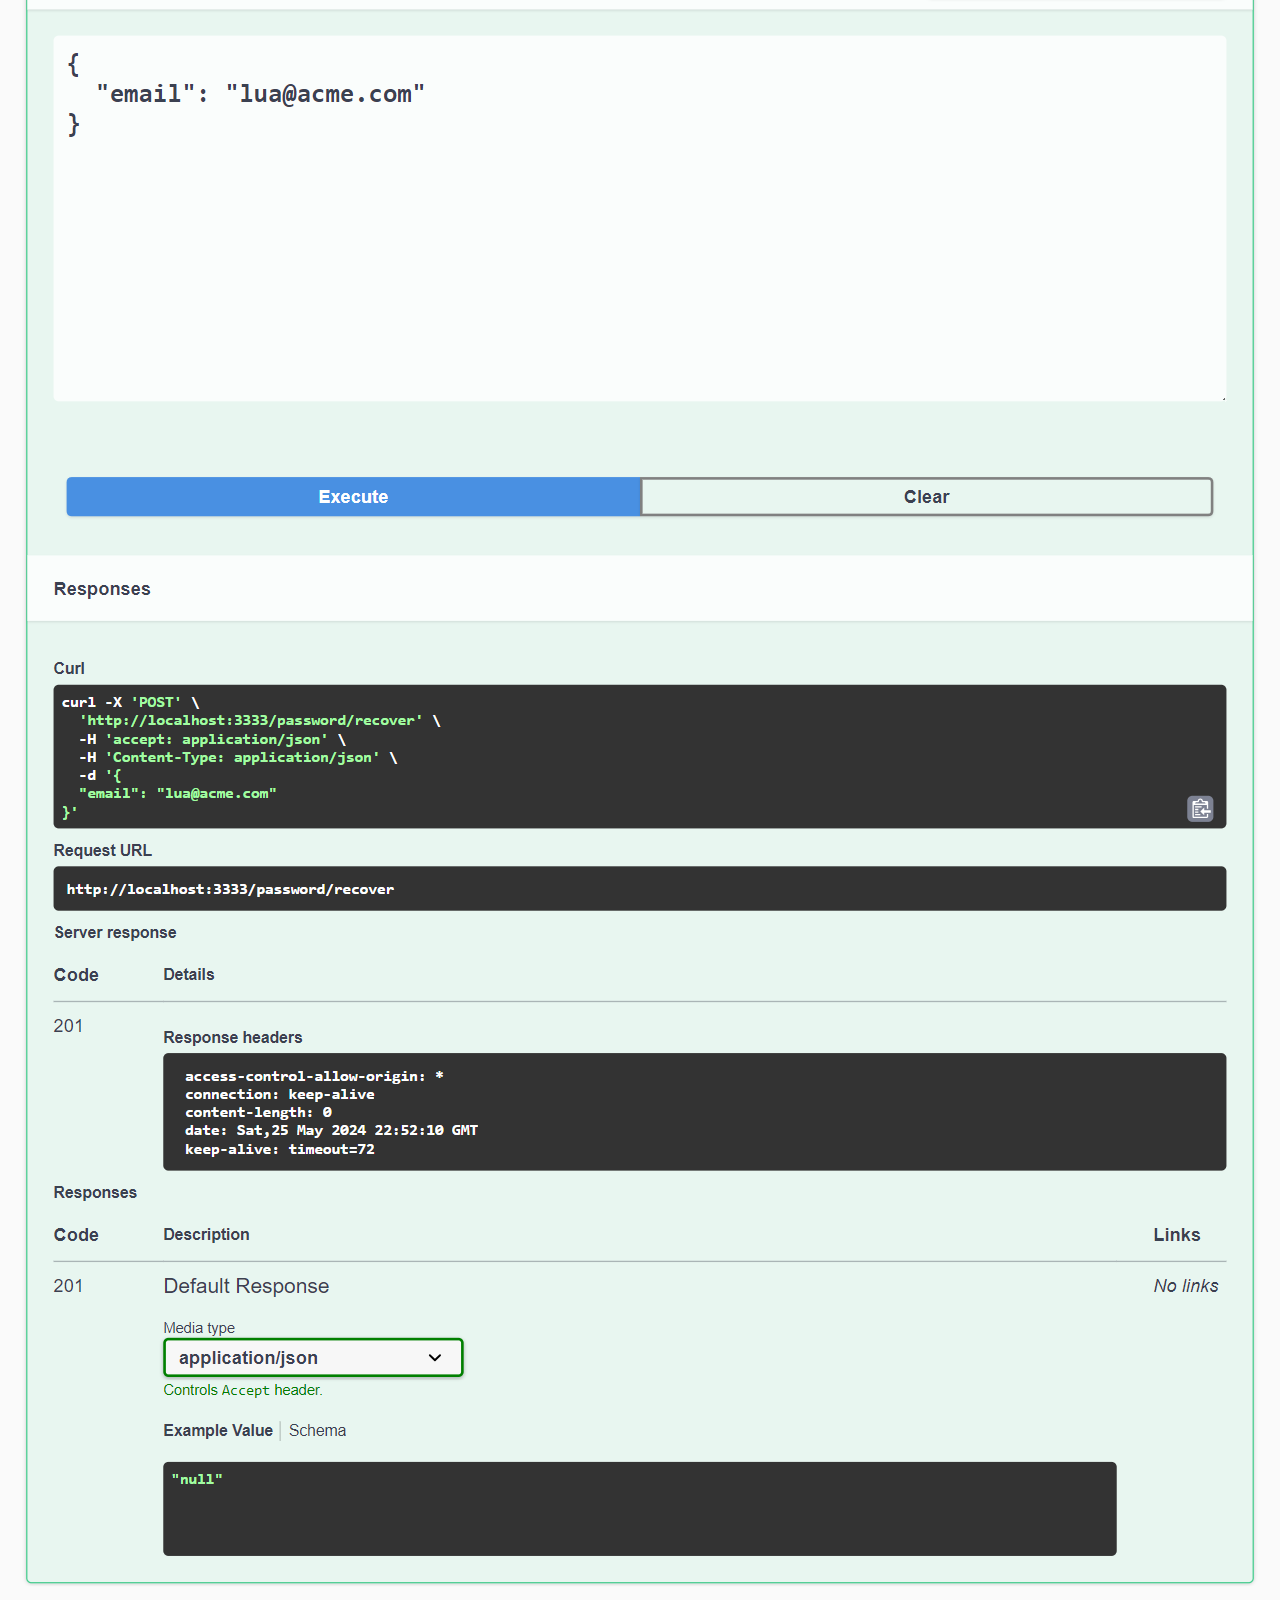 {
  "email": "lua@acme.com"
}
Execute
Clear
Responses
Curl
curl -X 'POST' \
  'http://localhost:3333/password/recover' \
  -H 'accept: application/json' \
  -H 'Content-Type: application/json' \
  -d '{
  "email": "lua@acme.com"
}'
Request URL
http://localhost:3333/password/recover
Server response
Code Details
201
Response headers
access-control-allow-origin: *
connection: keep-alive
content-length: 0
date: Sat,25 May 2024 22:52:10 GMT
keep-alive: timeout=72
Responses
Code Description Links
201 Default Response No links
Media type
application/json
Controls Accept header.
Example Value Schema
"null"